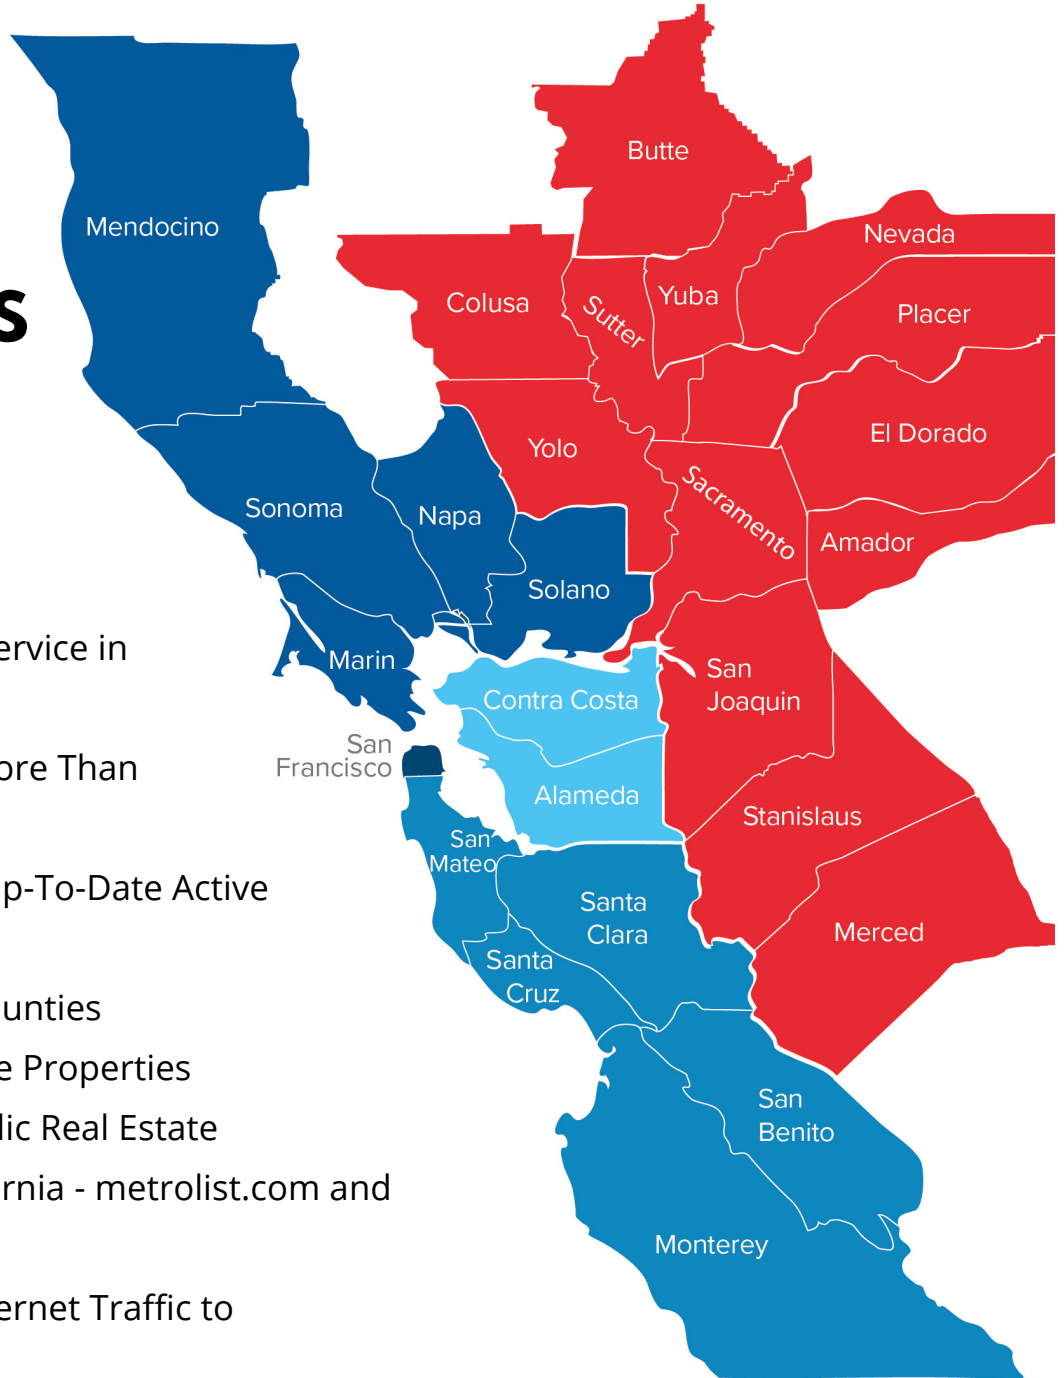 s
ervice in
ore Than
p-To-Date Active
unties
e Properties
lic Real Estate
rnia - metrolist.com and
ernet Traffic to
Butte
Mendocino
Nevada
Colusa
Sutter
Yuba
Placer
Yolo
El Dorado
Sonoma
Napa
Sacramento
Amador
Solano
Marin
San
Joaquin
Contra Costa
San
Francisco
Alameda
Stanislaus
San
Mateo
Santa
Clara
Merced
Santa
Cruz
San
Benito
Monterey